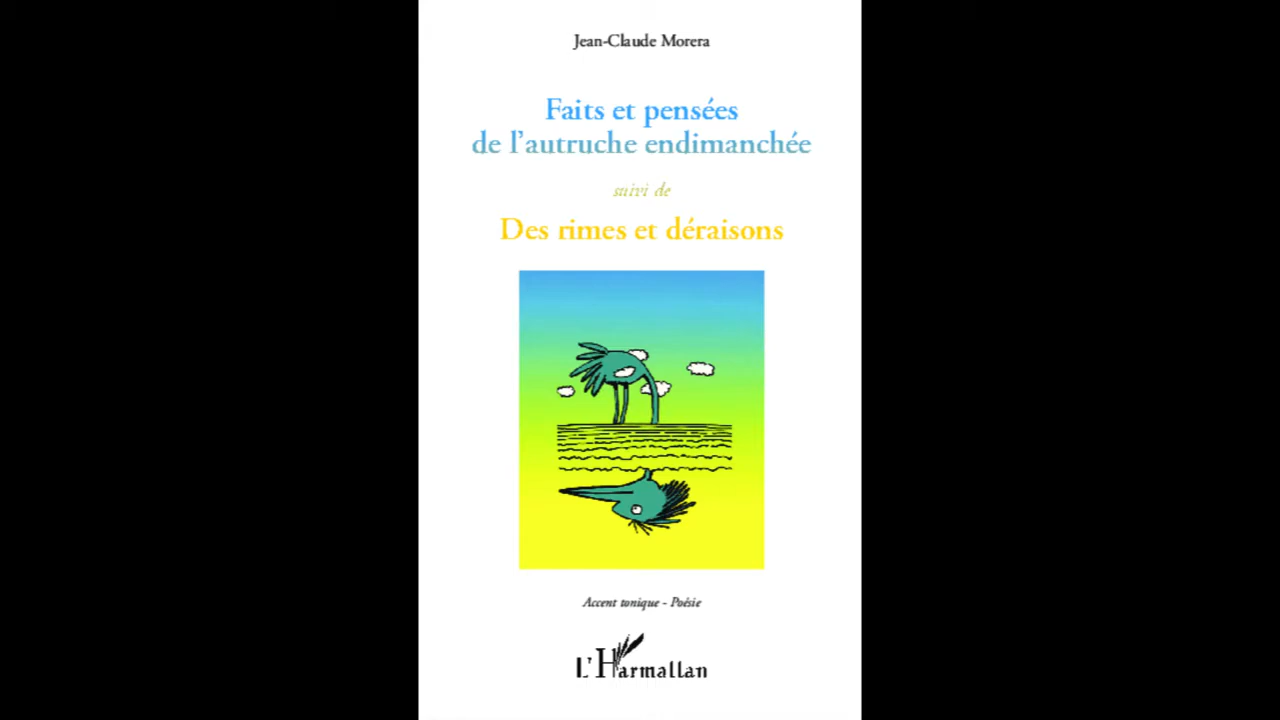 Jean-Claude Morera
Faits et pensées
de l'autruche endimanchée
suivi de
Des rimes et déraisons
Accent tonique - Poésie
L'Harmattan